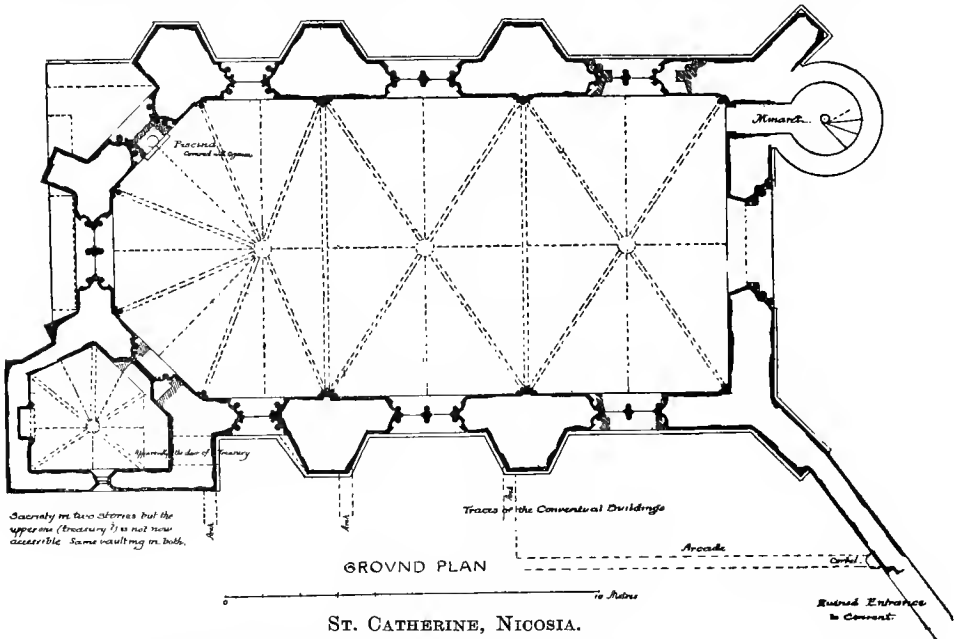 Minaret.
Piscina
Covered with
Apparently the door of Treasury
Sacristy in two stories but the
upper one (treasury ?) is not now
accessible Same vaulting in both.
Arch
Arch
Arch
Traces of the Conventual Buildings
Arcade
Corbel.
Ruined Entrance
to Convent.
GROVND PLAN
0 10 Metres
ST. CATHERINE, NICOSIA.